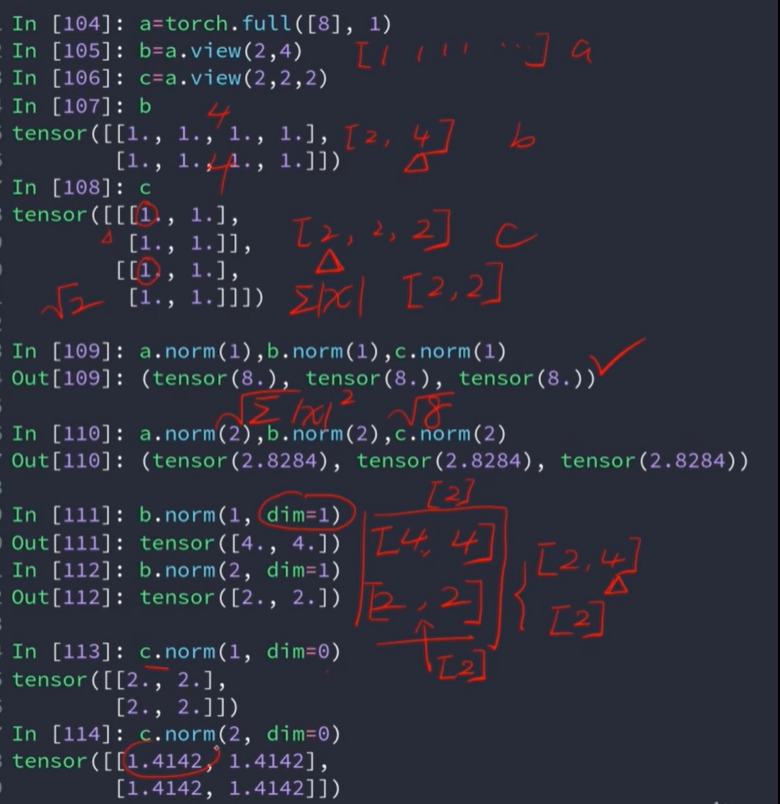 In [104]: a=torch.full([8], 1)
In [105]: b=a.view(2,4) [1 , 1 1 ...] a
In [106]: c=a.view(2,2,2)
In [107]: b
4
tensor([[1., 1., 1., 1.], [2, 4] b
[1., 1., 1., 1.]])
4
In [108]: c
tensor([[[1., 1.],
[1., 1.]], [2, 2, 2] C
[[1., 1.],
[1., 1.]]]) √2 Σ|x| [2,2]
In [109]: a.norm(1),b.norm(1),c.norm(1)
Out[109]: (tensor(8.), tensor(8.), tensor(8.))
√Σ|x|² √8
In [110]: a.norm(2),b.norm(2),c.norm(2)
Out[110]: (tensor(2.8284), tensor(2.8284), tensor(2.8284))
[2]
In [111]: b.norm(1, dim=1)
Out[111]: tensor([4., 4.]) [4, 4] [2,4]
In [112]: b.norm(2, dim=1)
Out[112]: tensor([2., 2.]) [2, 2] [2]
In [113]: c.norm(1, dim=0) [2]
tensor([[2., 2.],
[2., 2.]])
In [114]: c.norm(2, dim=0)
tensor([[1.4142, 1.4142],
[1.4142, 1.4142]])